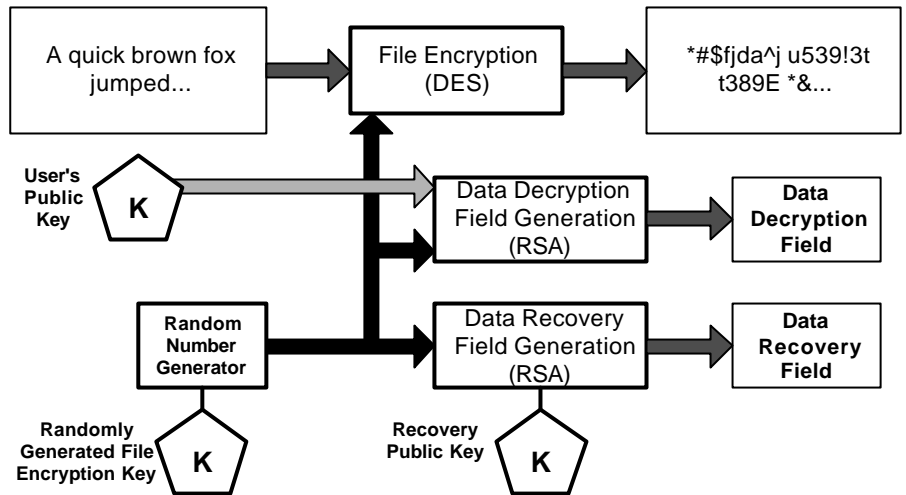 A quick brown fox
jumped...
File Encryption
(DES)
*#$fjda^j u539!3t
t389E *&...
User's
Public
Key
K
Data Decryption
Field Generation
(RSA)
Data
Decryption
Field
Random
Number
Generator
Data Recovery
Field Generation
(RSA)
Data
Recovery
Field
Randomly
Generated File
Encryption Key
K
Recovery
Public Key
K